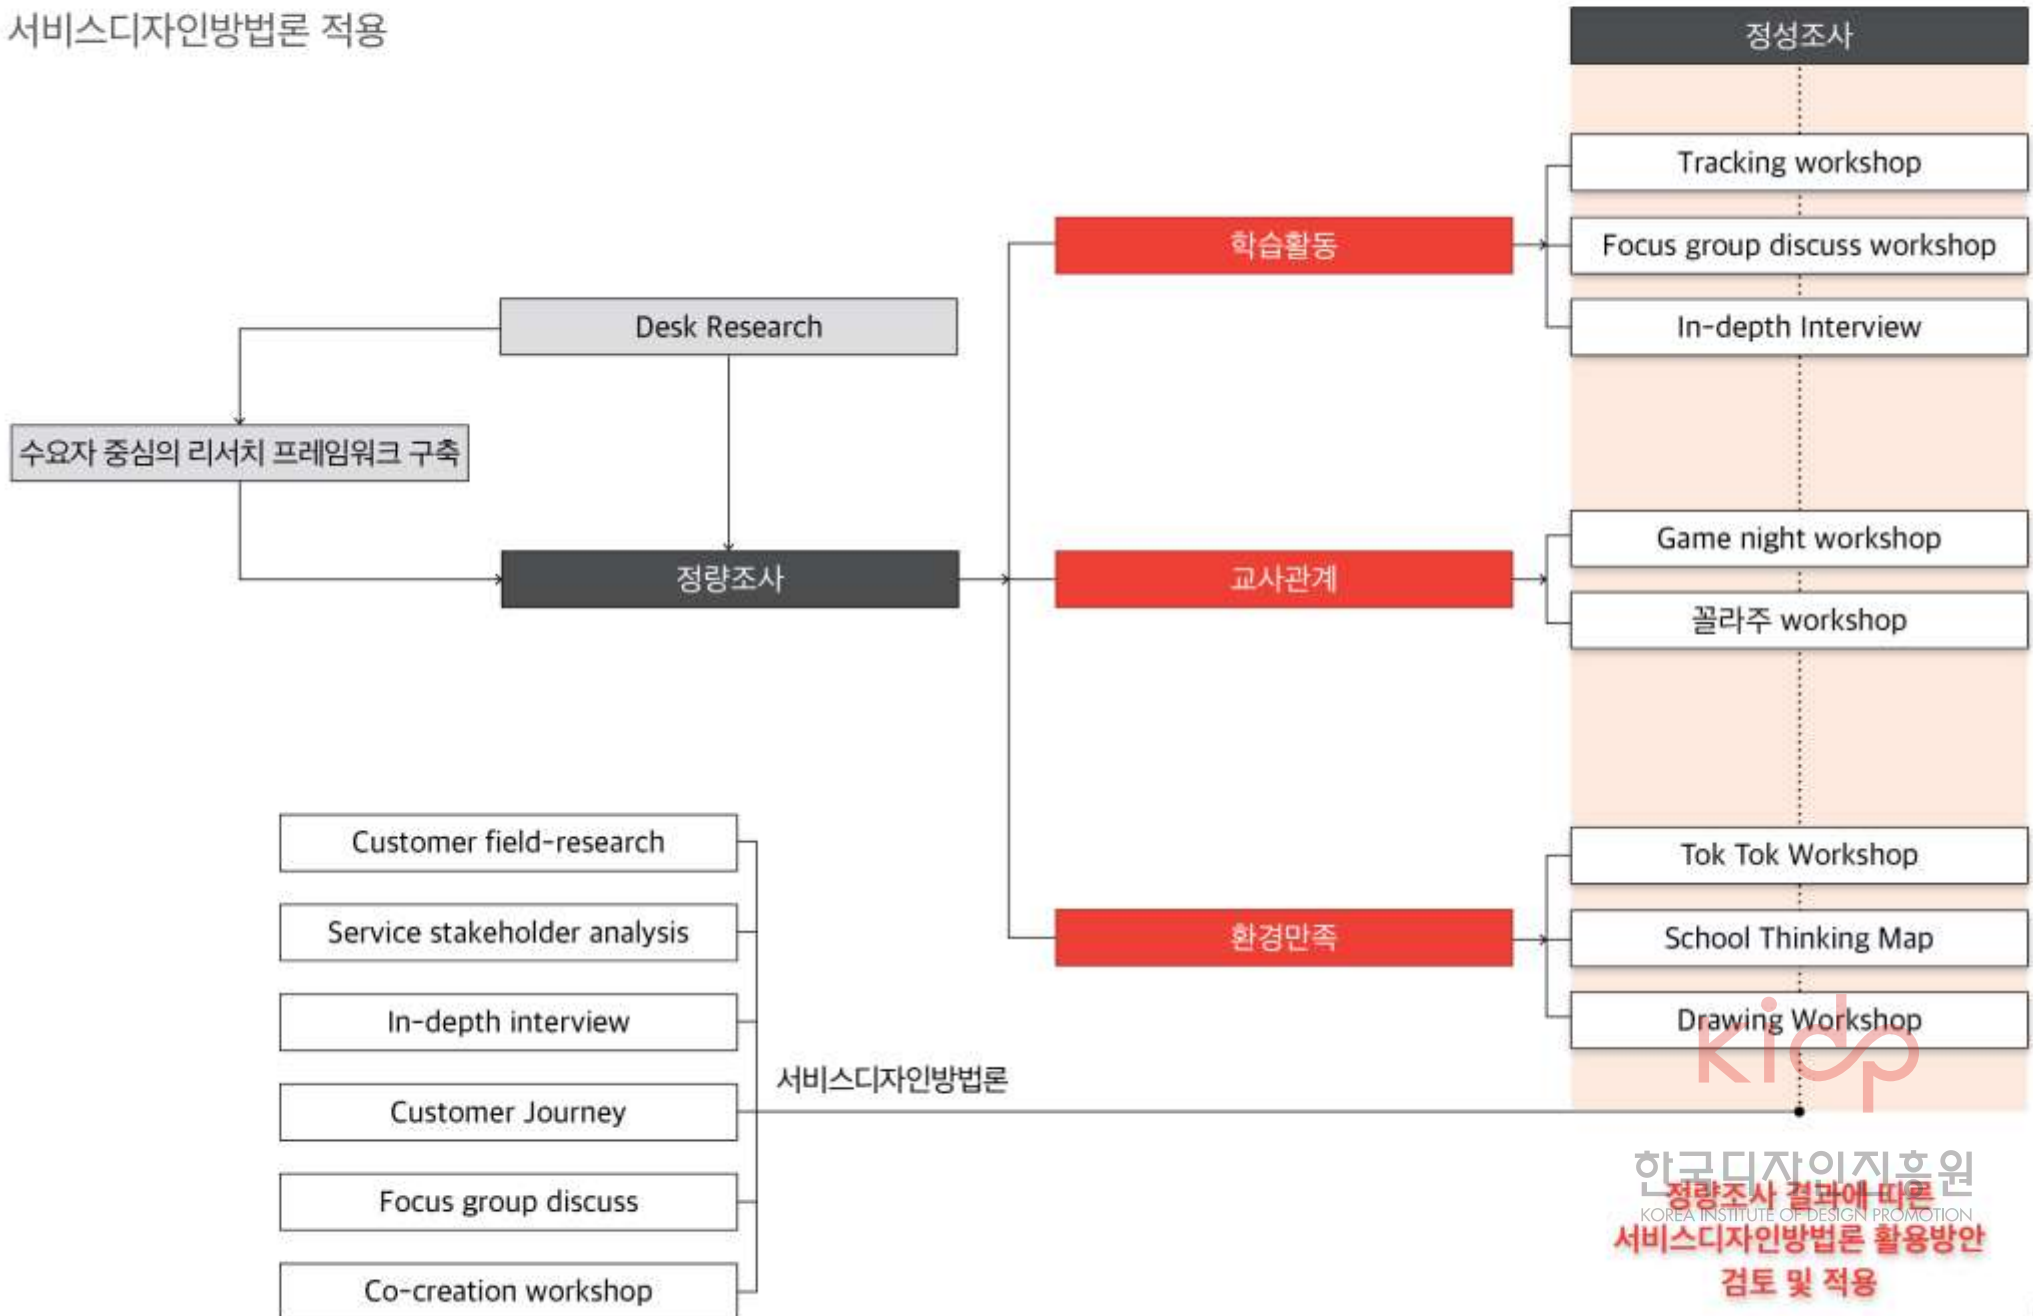 서비스디자인방법론 적용
정성조사
Tracking workshop
학습활동
Focus group discuss workshop
In-depth Interview
Desk Research
수요자 중심의 리서치 프레임워크 구축
정량조사
교사관계
Game night workshop
꼴라주 workshop
환경만족
Tok Tok Workshop
School Thinking Map
Drawing Workshop
Customer field-research
Service stakeholder analysis
In-depth interview
Customer Journey
Focus group discuss
Co-creation workshop
서비스디자인방법론
kidp
한국디자인진흥원
KOREA INSTITUTE OF DESIGN PROMOTION
정량조사 결과에 따른
서비스디자인방법론 활용방안
검토 및 적용